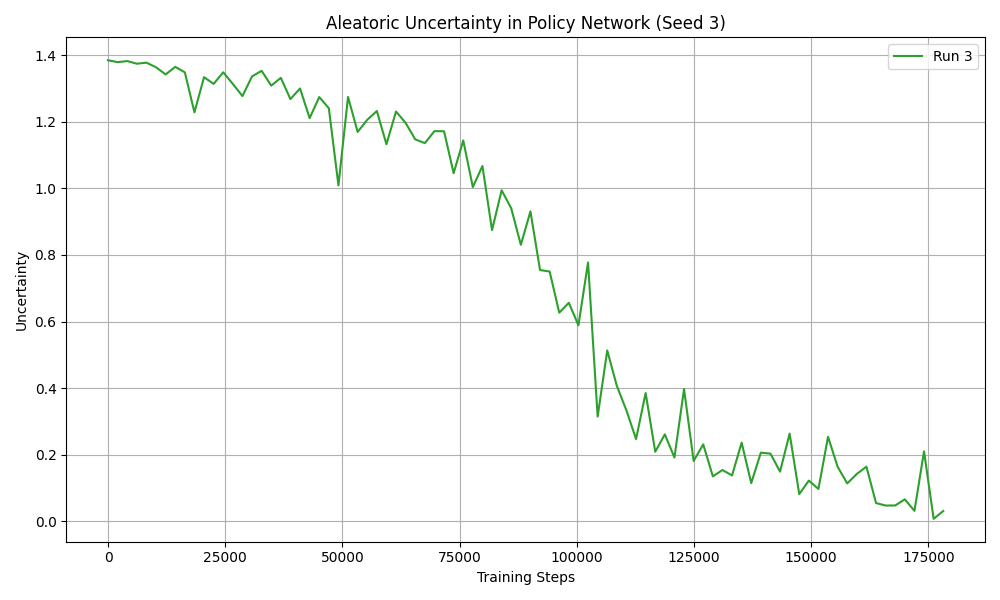 Aleatoric Uncertainty in Policy Network (Seed 3)
Run 3
Uncertainty
1.4
1.2
1.0
0.8
0.6
0.4
0.2
0.0
0 25000 50000 75000 100000 125000 150000 175000
Training Steps